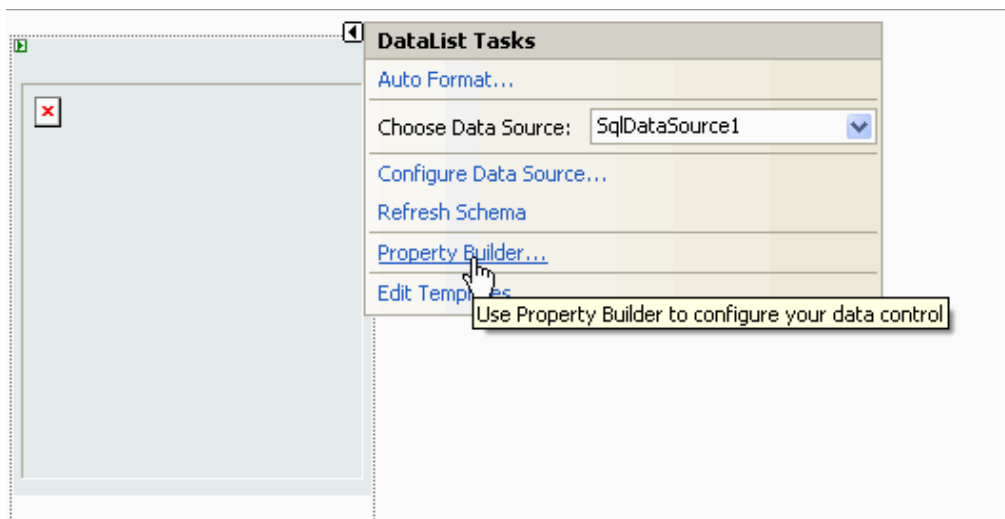 DataList Tasks
Auto Format...
Choose Data Source: SqlDataSource1
Configure Data Source...
Refresh Schema
Property Builder...
Edit Templates
Use Property Builder to configure your data control